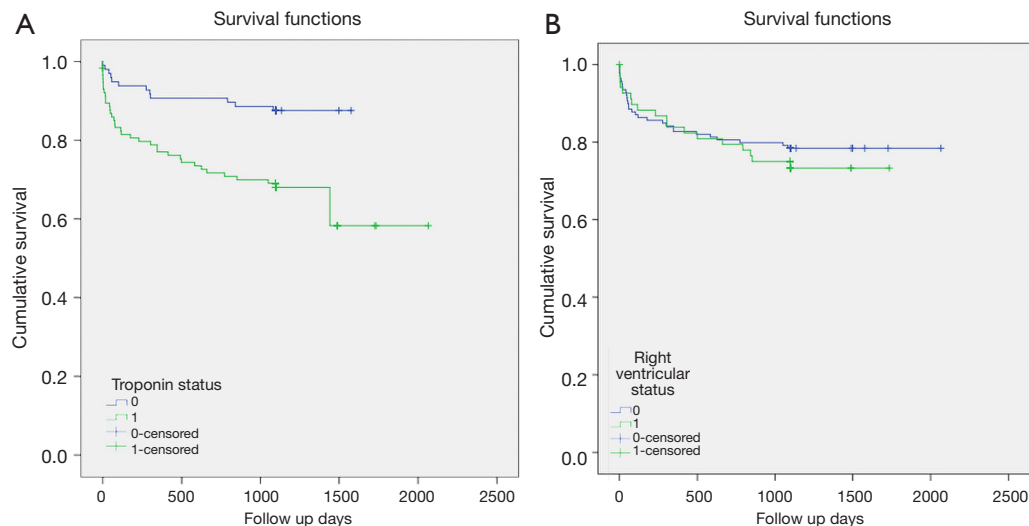 A
Survival functions
Cumulative survival
1.0
0.8
0.6
0.4
0.2
0.0
Troponin status
0
1
0-censored
1-censored
0 500 1000 1500 2000 2500
Follow up days
B
Survival functions
Cumulative survival
1.0
0.8
0.6
0.4
0.2
0.0
Right
ventricular
status
0
1
0-censored
1-censored
0 500 1000 1500 2000 2500
Follow up days